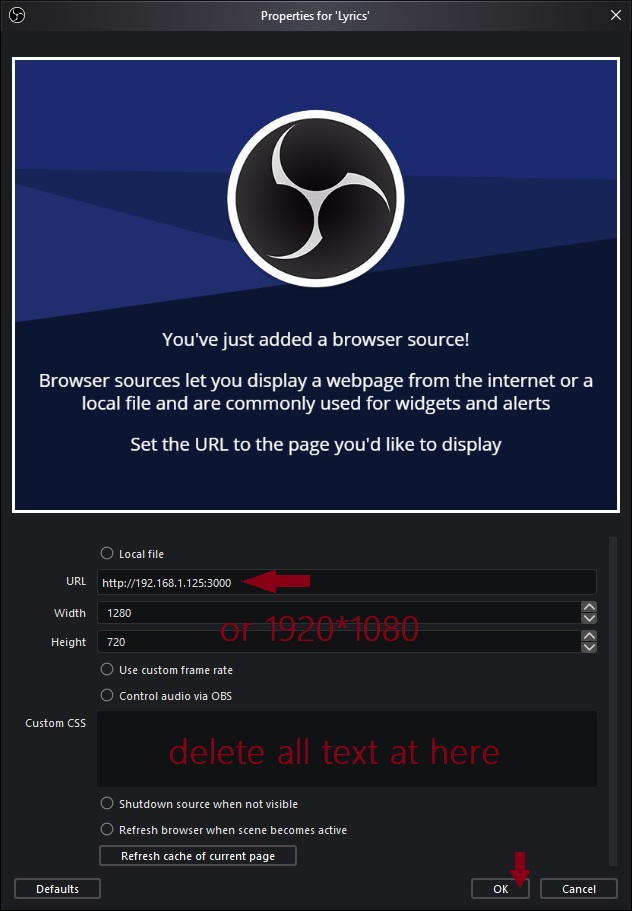 Properties for 'Lyrics'
You've just added a browser source!
Browser sources let you display a webpage from the internet or a
local file and are commonly used for widgets and alerts
Set the URL to the page you'd like to display
Local file
URL http://192.168.1.125:3000
Width 1280
or 1920*1080
Height 720
Use custom frame rate
Control audio via OBS
Custom CSS
delete all text at here
Shutdown source when not visible
Refresh browser when scene becomes active
Refresh cache of current page
Defaults OK Cancel